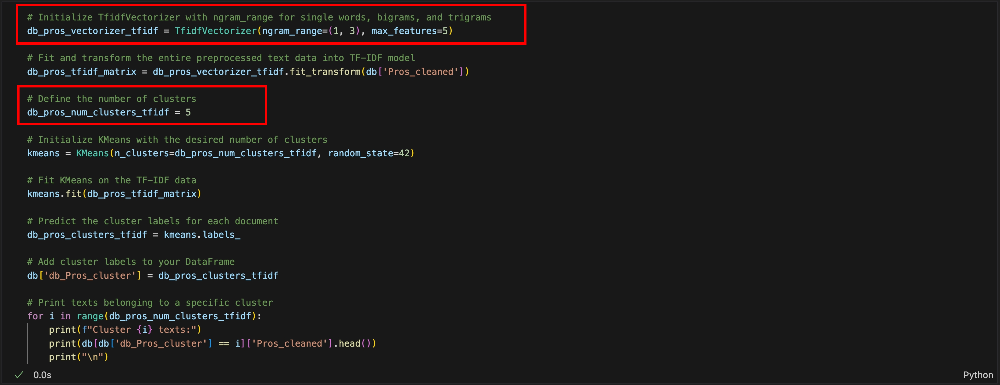 # Initialize TfidfVectorizer with ngram_range for single words, bigrams, and trigrams
db_pros_vectorizer_tfidf = TfidfVectorizer(ngram_range=(1, 3), max_features=5)
# Fit and transform the entire preprocessed text data into TF-IDF model
db_pros_tfidf_matrix = db_pros_vectorizer_tfidf.fit_transform(db['Pros_cleaned'])
# Define the number of clusters
db_pros_num_clusters_tfidf = 5
# Initialize KMeans with the desired number of clusters
kmeans = KMeans(n_clusters=db_pros_num_clusters_tfidf, random_state=42)
# Fit KMeans on the TF-IDF data
kmeans.fit(db_pros_tfidf_matrix)
# Predict the cluster labels for each document
db_pros_clusters_tfidf = kmeans.labels_
# Add cluster labels to your DataFrame
db['db_Pros_cluster'] = db_pros_clusters_tfidf
# Print texts belonging to a specific cluster
for i in range(db_pros_num_clusters_tfidf):
    print(f"Cluster {i} texts:")
    print(db[db['db_Pros_cluster'] == i]['Pros_cleaned'].head())
    print("\n")
0.0s
Python